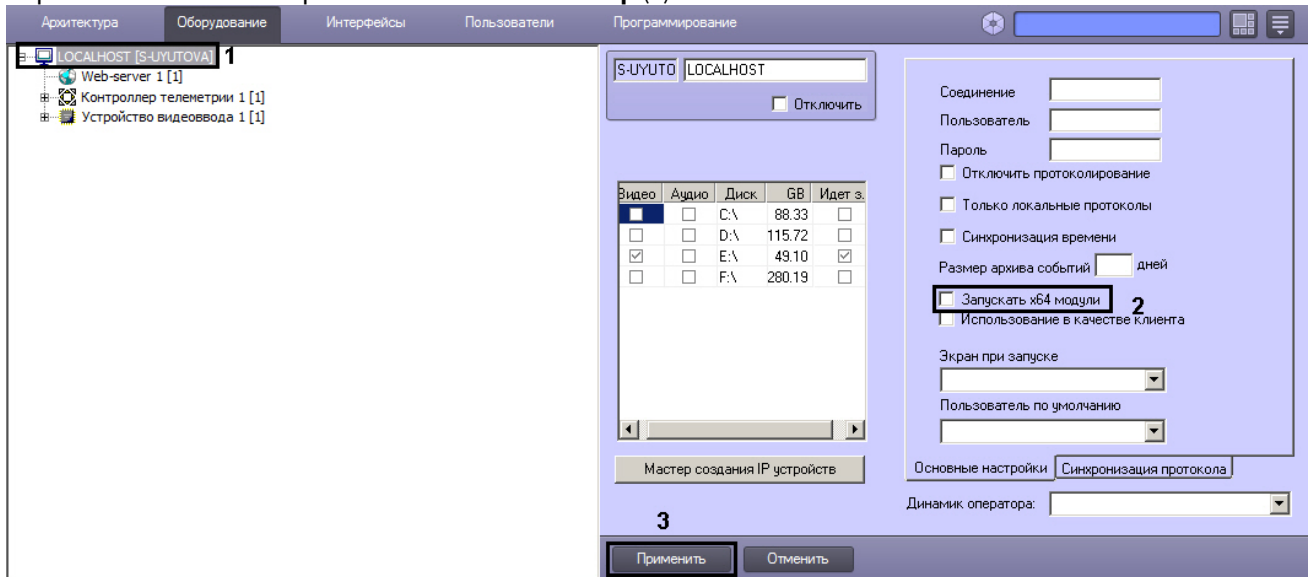 Архитектура Оборудование Интерфейсы Пользователи Программирование
LOCALHOST [S-UYUTOVA] 1
Web-server 1 [1]
Контроллер телеметрии 1 [1]
Устройство видеоввода 1 [1]
S-UYUTO LOCALHOST
Отключить
Видео Аудио Диск GB Идет з.
C:\ 88.33
D:\ 115.72
E:\ 49.10
F:\ 280.19
Мастер создания IP устройств
Соединение
Пользователь
Пароль
Отключить протоколирование
Только локальные протоколы
Синхронизация времени
Размер архива событий дней
Запускать x64 модули 2
Использование в качестве клиента
Экран при запуске
Пользователь по умолчанию
Основные настройки Синхронизация протокола
Динамик оператора:
3
Применить Отменить